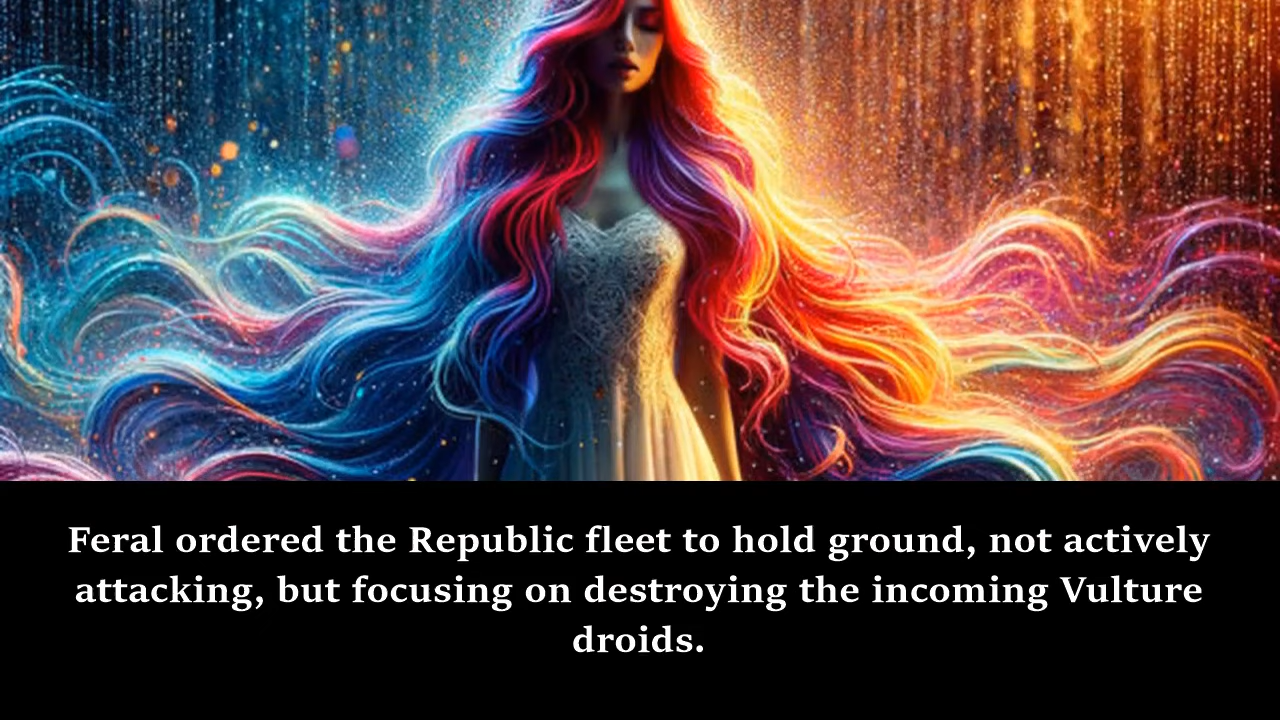 Feral ordered the Republic fleet to hold ground, not actively
attacking, but focusing on destroying the incoming Vulture
droids.